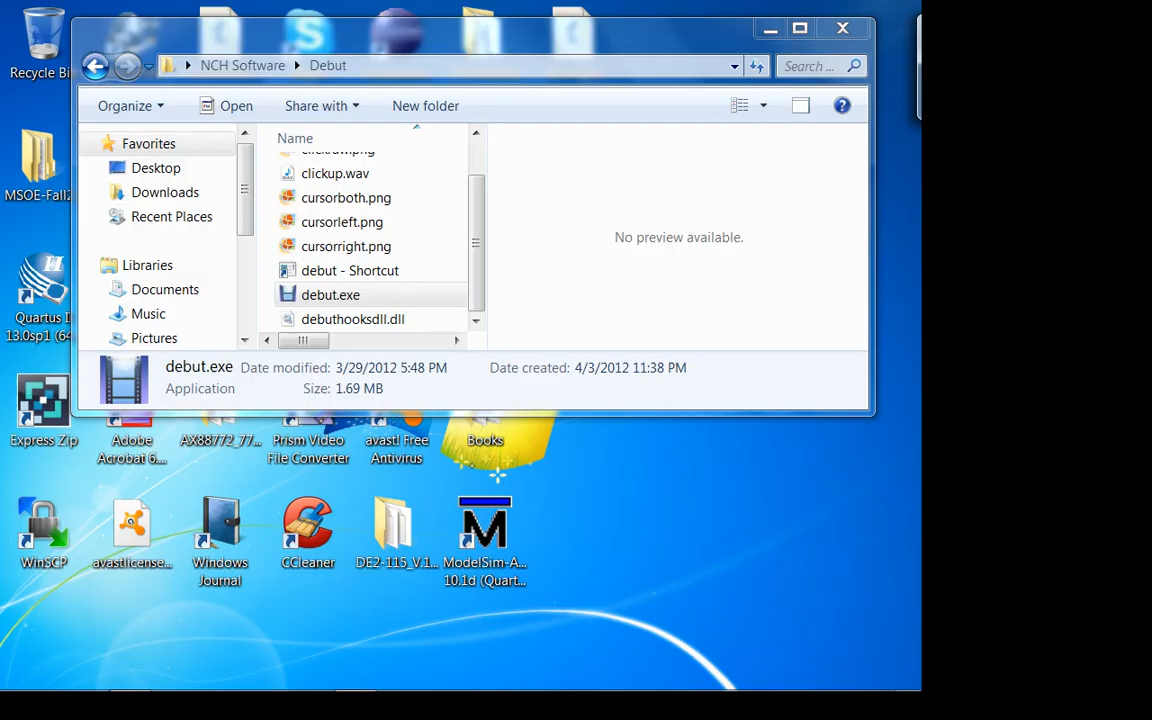 Recycle Bi
NCH Software
Debut
Search ...
Organize
Open
Share with
New folder
Favorites
Desktop
Downloads
Recent Places
Libraries
Documents
Music
Pictures
Name
clickup.wav
cursorboth.png
cursorleft.png
cursorright.png
debut - Shortcut
debut.exe
debuthooksdll.dll
No preview available.
debut.exe Date modified: 3/29/2012 5:48 PM Date created: 4/3/2012 11:38 PM
Application Size: 1.69 MB
MSOE-Fall2
Quartus I
13.0sp1 (64
Express Zip
Adobe
Acrobat 6....
AX88772_77...
Prism Video
File Converter
avast! Free
Antivirus
Books
WinSCP
avastlicense...
Windows
Journal
CCleaner
DE2-115_V.1...
M
ModelSim-A...
10.1d (Quart...